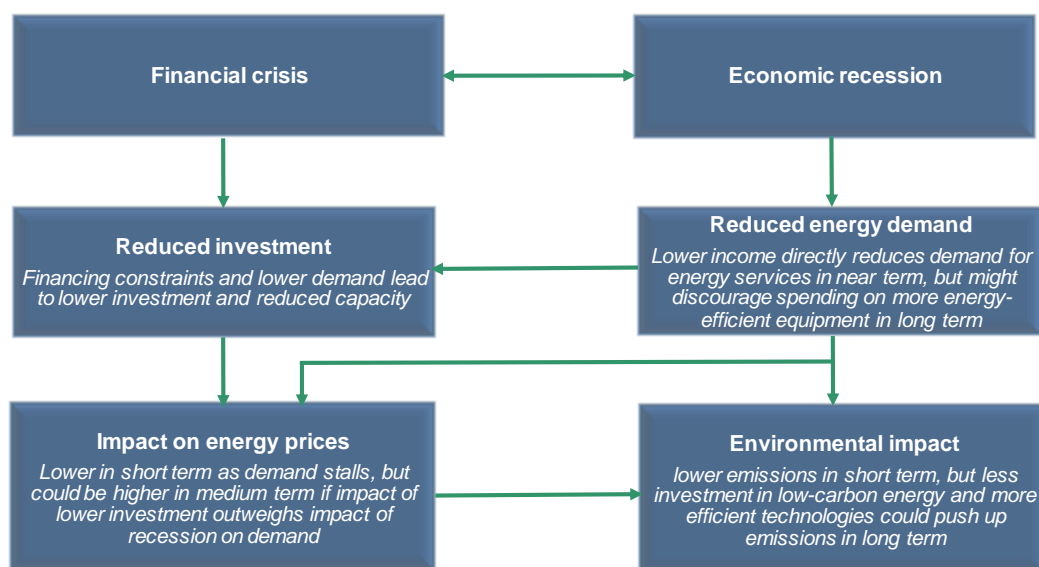 Financial crisis
Economic recession
Reduced investment
Financing constraints and lower demand lead
to lower investment and reduced capacity
Reduced energy demand
Lower income directly reduces demand for
energy services in near term, but might
discourage spending on more energy-
efficient equipment in long term
Impact on energy prices
Lower in short term as demand stalls, but
could be higher in medium term if impact of
lower investment outweighs impact of
recession on demand
Environmental impact
lower emissions in short term, but less
investment in low-carbon energy and more
efficient technologies could push up
emissions in long term